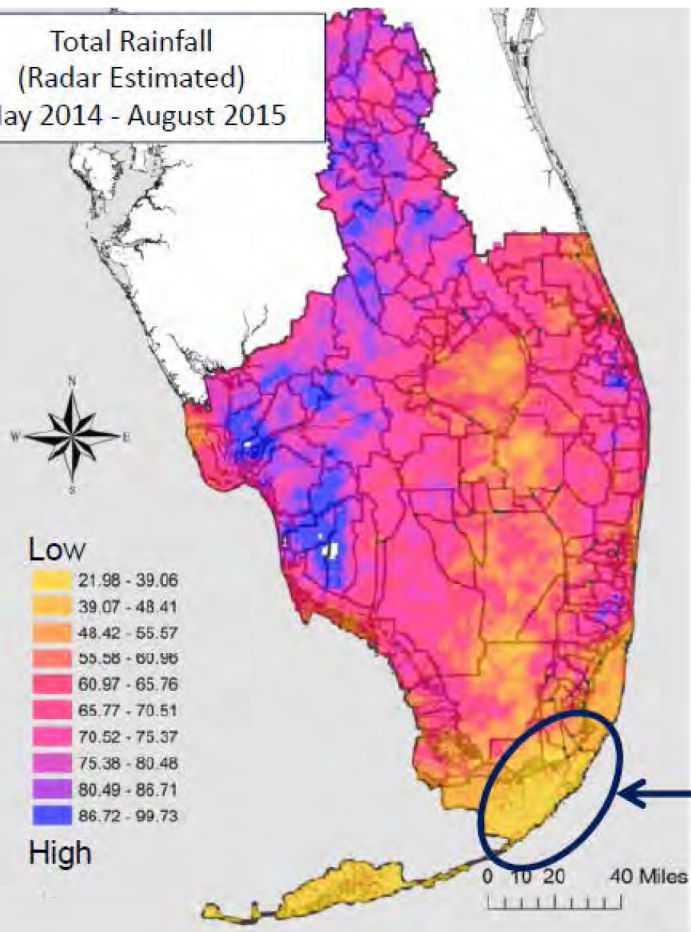 Total Rainfall
(Radar Estimated)
ay 2014 - August 2015
N
W E
S
Low
21.98 - 39.06
39.07 - 48.41
48.42 - 55.57
55.58 - 60.96
60.97 - 65.76
65.77 - 70.51
70.52 - 75.37
75.38 - 80.48
80.49 - 86.71
86.72 - 99.73
High
0 10 20 40 Miles